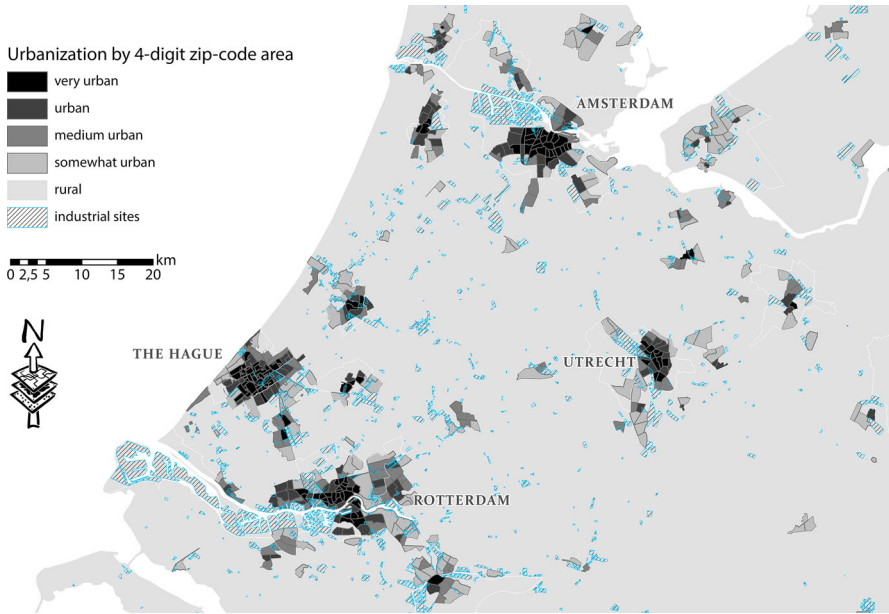 Urbanization by 4-digit zip-code area
very urban
urban
medium urban
somewhat urban
rural
industrial sites
km
0 2,5 5 10 15 20
N
AMSTERDAM
THE HAGUE
UTRECHT
ROTTERDAM